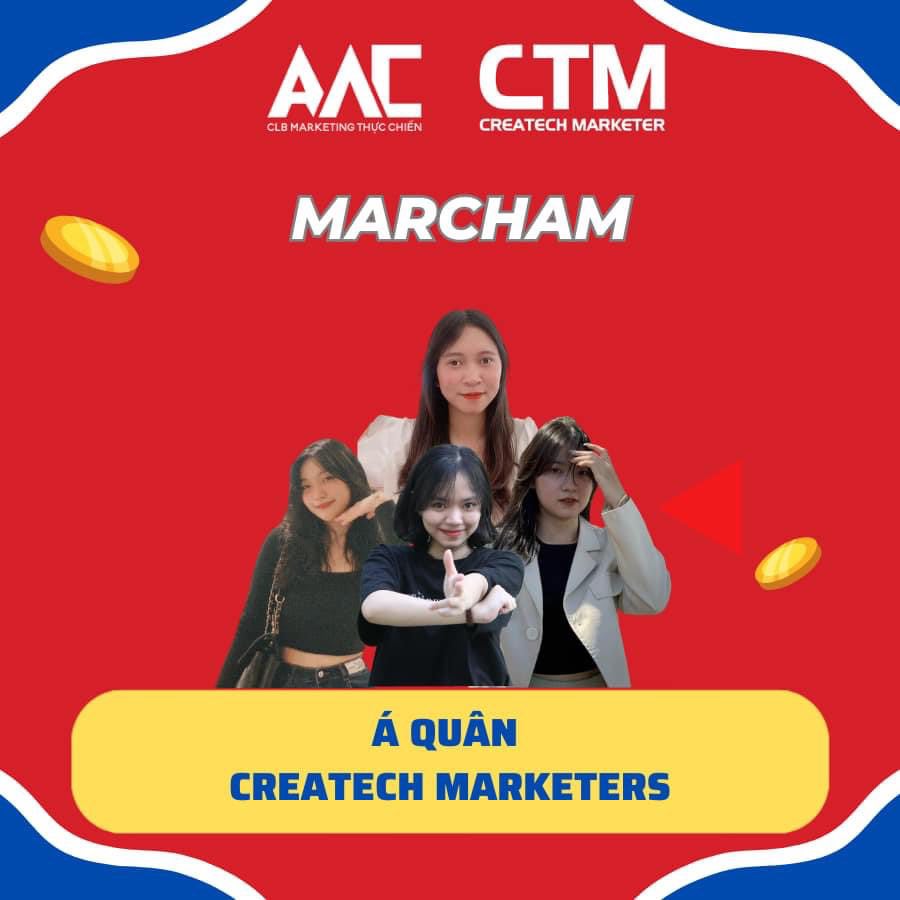 AAC
CLB MARKETING THỰC CHIẾN
CTM
CREATECH MARKETER
MARCHAM
Á QUÂN
CREATECH MARKETERS